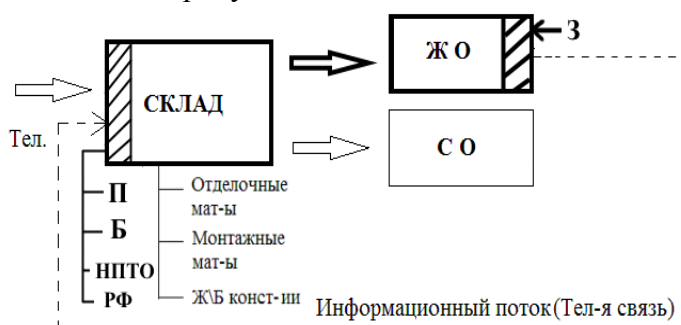 Ж О
З
СКЛАД
С О
Тел.
П
Б
НПТО
РФ
Отделочные
мат-ы
Монтажные
мат-ы
Ж\Б конст-ии
Информационный поток(Тел-я связь)